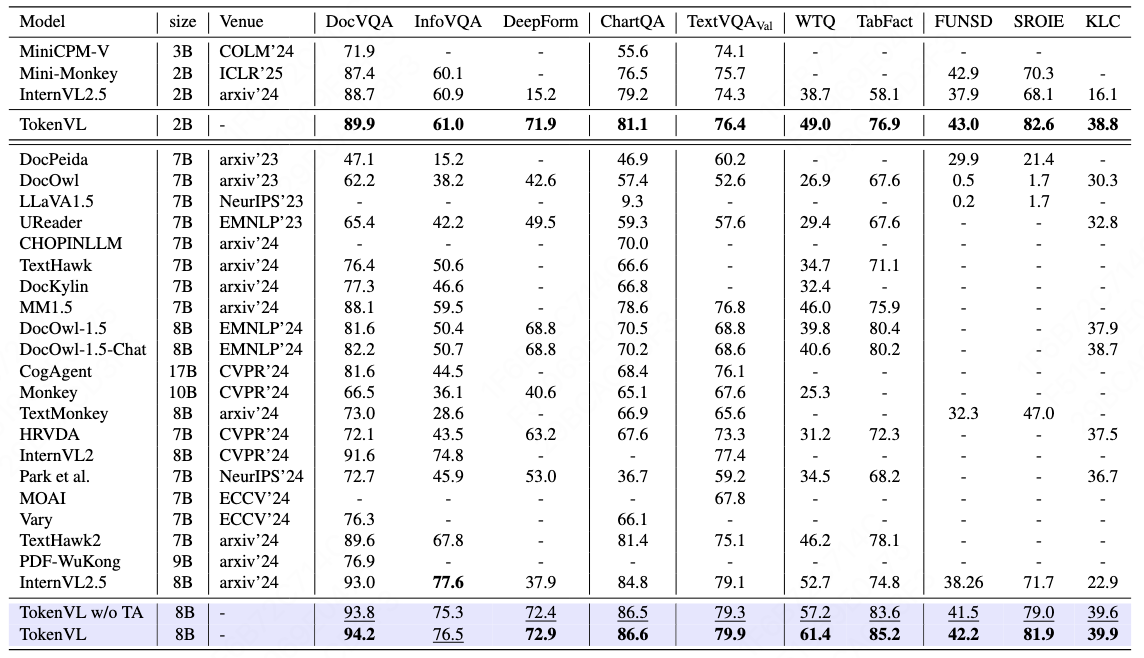 Model size Venue DocVQA InfoVQA DeepForm ChartQA TextVQA_Val WTQ TabFact FUNSD SROIE KLC
MiniCPM-V 3B COLM'24 71.9 - - 55.6 74.1 - - - - -
Mini-Monkey 2B ICLR'25 87.4 60.1 - 76.5 75.7 - - 42.9 70.3 -
InternVL2.5 2B arxiv'24 88.7 60.9 15.2 79.2 74.3 38.7 58.1 37.9 68.1 16.1
TokenVL 2B - 89.9 61.0 71.9 81.1 76.4 49.0 76.9 43.0 82.6 38.8
DocPeida 7B arxiv'23 47.1 15.2 - 46.9 60.2 - - 29.9 21.4 -
DocOwl 7B arxiv'23 62.2 38.2 42.6 57.4 52.6 26.9 67.6 0.5 1.7 30.3
LLaVA1.5 7B NeurIPS'23 - - - 9.3 - - - 0.2 1.7 -
UReader 7B EMNLP'23 65.4 42.2 49.5 59.3 57.6 29.4 67.6 - - 32.8
CHOPINLLM 7B arxiv'24 - - - 70.0 - - - - - -
TextHawk 7B arxiv'24 76.4 50.6 - 66.6 - 34.7 71.1 - - -
DocKylin 7B arxiv'24 77.3 46.6 - 66.8 - 32.4 - - - -
MM1.5 7B arxiv'24 88.1 59.5 - 78.6 76.8 46.0 75.9 - - -
DocOwl-1.5 8B EMNLP'24 81.6 50.4 68.8 70.5 68.8 39.8 80.4 - - 37.9
DocOwl-1.5-Chat 8B EMNLP'24 82.2 50.7 68.8 70.2 68.6 40.6 80.2 - - 38.7
CogAgent 17B CVPR'24 81.6 44.5 - 68.4 76.1 - - - - -
Monkey 10B CVPR'24 66.5 36.1 40.6 65.1 67.6 25.3 - - - -
TextMonkey 8B arxiv'24 73.0 28.6 - 66.9 65.6 - - 32.3 47.0 -
HRVDA 7B CVPR'24 72.1 43.5 63.2 67.6 73.3 31.2 72.3 - - 37.5
InternVL2 8B CVPR'24 91.6 74.8 - - 77.4 - - - - -
Park et al. 7B NeurIPS'24 72.7 45.9 53.0 36.7 59.2 34.5 68.2 - - 36.7
MOAI 7B ECCV'24 - - - - 67.8 - - - - -
Vary 7B ECCV'24 76.3 - - 66.1 - - - - - -
TextHawk2 7B arxiv'24 89.6 67.8 - 81.4 75.1 46.2 78.1 - - -
PDF-WuKong 9B arxiv'24 76.9 - - - - - - - - -
InternVL2.5 8B arxiv'24 93.0 77.6 37.9 84.8 79.1 52.7 74.8 38.26 71.7 22.9
TokenVL w/o TA 8B - 93.8 75.3 72.4 86.5 79.3 57.2 83.6 41.5 79.0 39.6
TokenVL 8B - 94.2 76.5 72.9 86.6 79.9 61.4 85.2 42.2 81.9 39.9